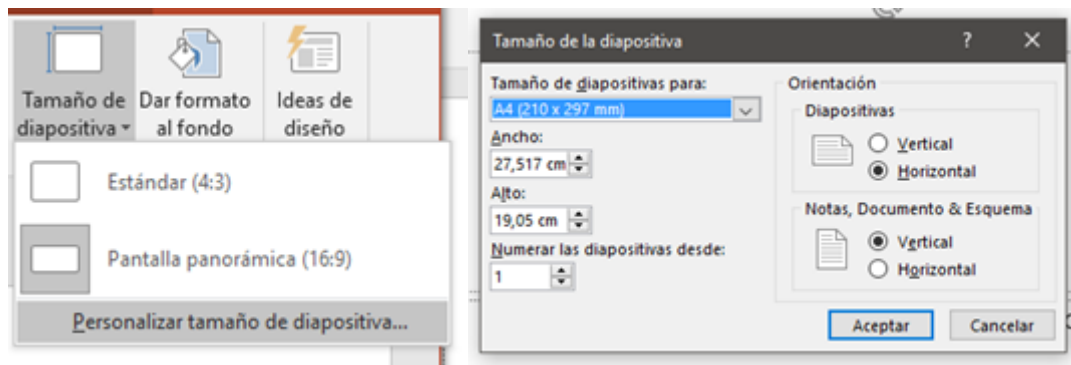 Tamaño de diapositiva
Dar formato al fondo
Ideas de diseño
Estándar (4:3)
Pantalla panorámica (16:9)
Personalizar tamaño de diapositiva...
Tamaño de la diapositiva
?
Tamaño de diapositivas para:
A4 (210 x 297 mm)
Ancho:
27,517 cm
Alto:
19,05 cm
Numerar las diapositivas desde:
1
Orientación
Diapositivas
Vertical
Horizontal
Notas, Documento & Esquema
Vertical
Horizontal
Aceptar
Cancelar